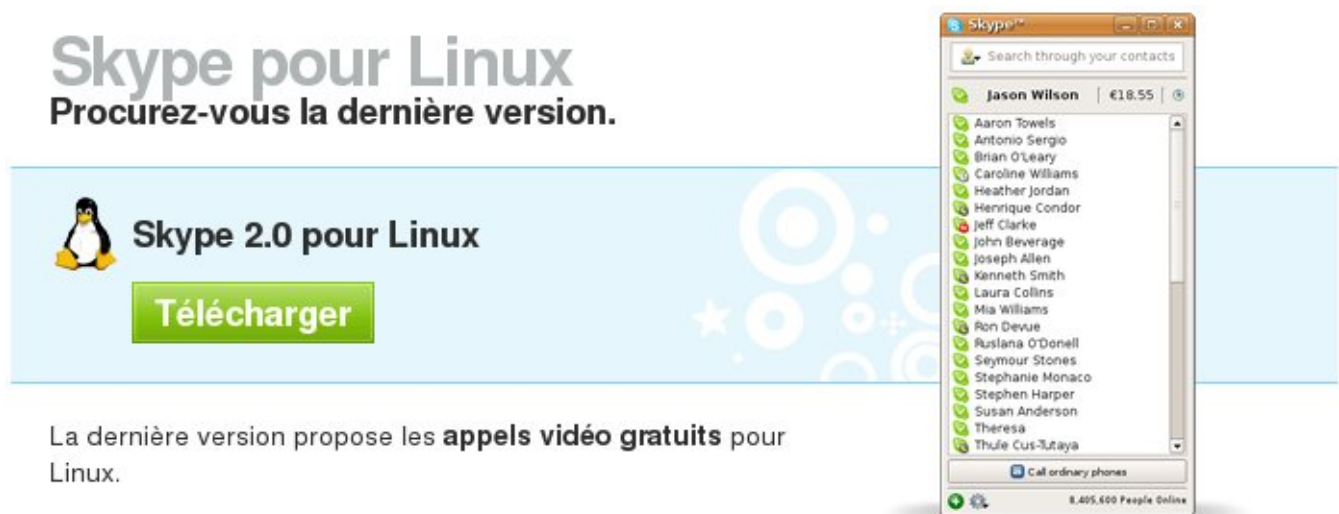 Skype pour Linux
Procurez-vous la dernière version.
Skype 2.0 pour Linux
Télécharger
La dernière version propose les appels vidéo gratuits pour
Linux.
Skype™
Search through your contacts
Jason Wilson €18.55
Aaron Towels
Antonio Sergio
Brian O'Leary
Caroline Williams
Heather Jordan
Henrique Condor
Jeff Clarke
John Beverage
Joseph Allen
Kenneth Smith
Laura Collins
Mia Williams
Ron Devue
Ruslana O'Donell
Seymour Stones
Stephanie Monaco
Stephen Harper
Susan Anderson
Theresa
Thule Cus-Tutaya
Call ordinary phones
8,405,600 People Online